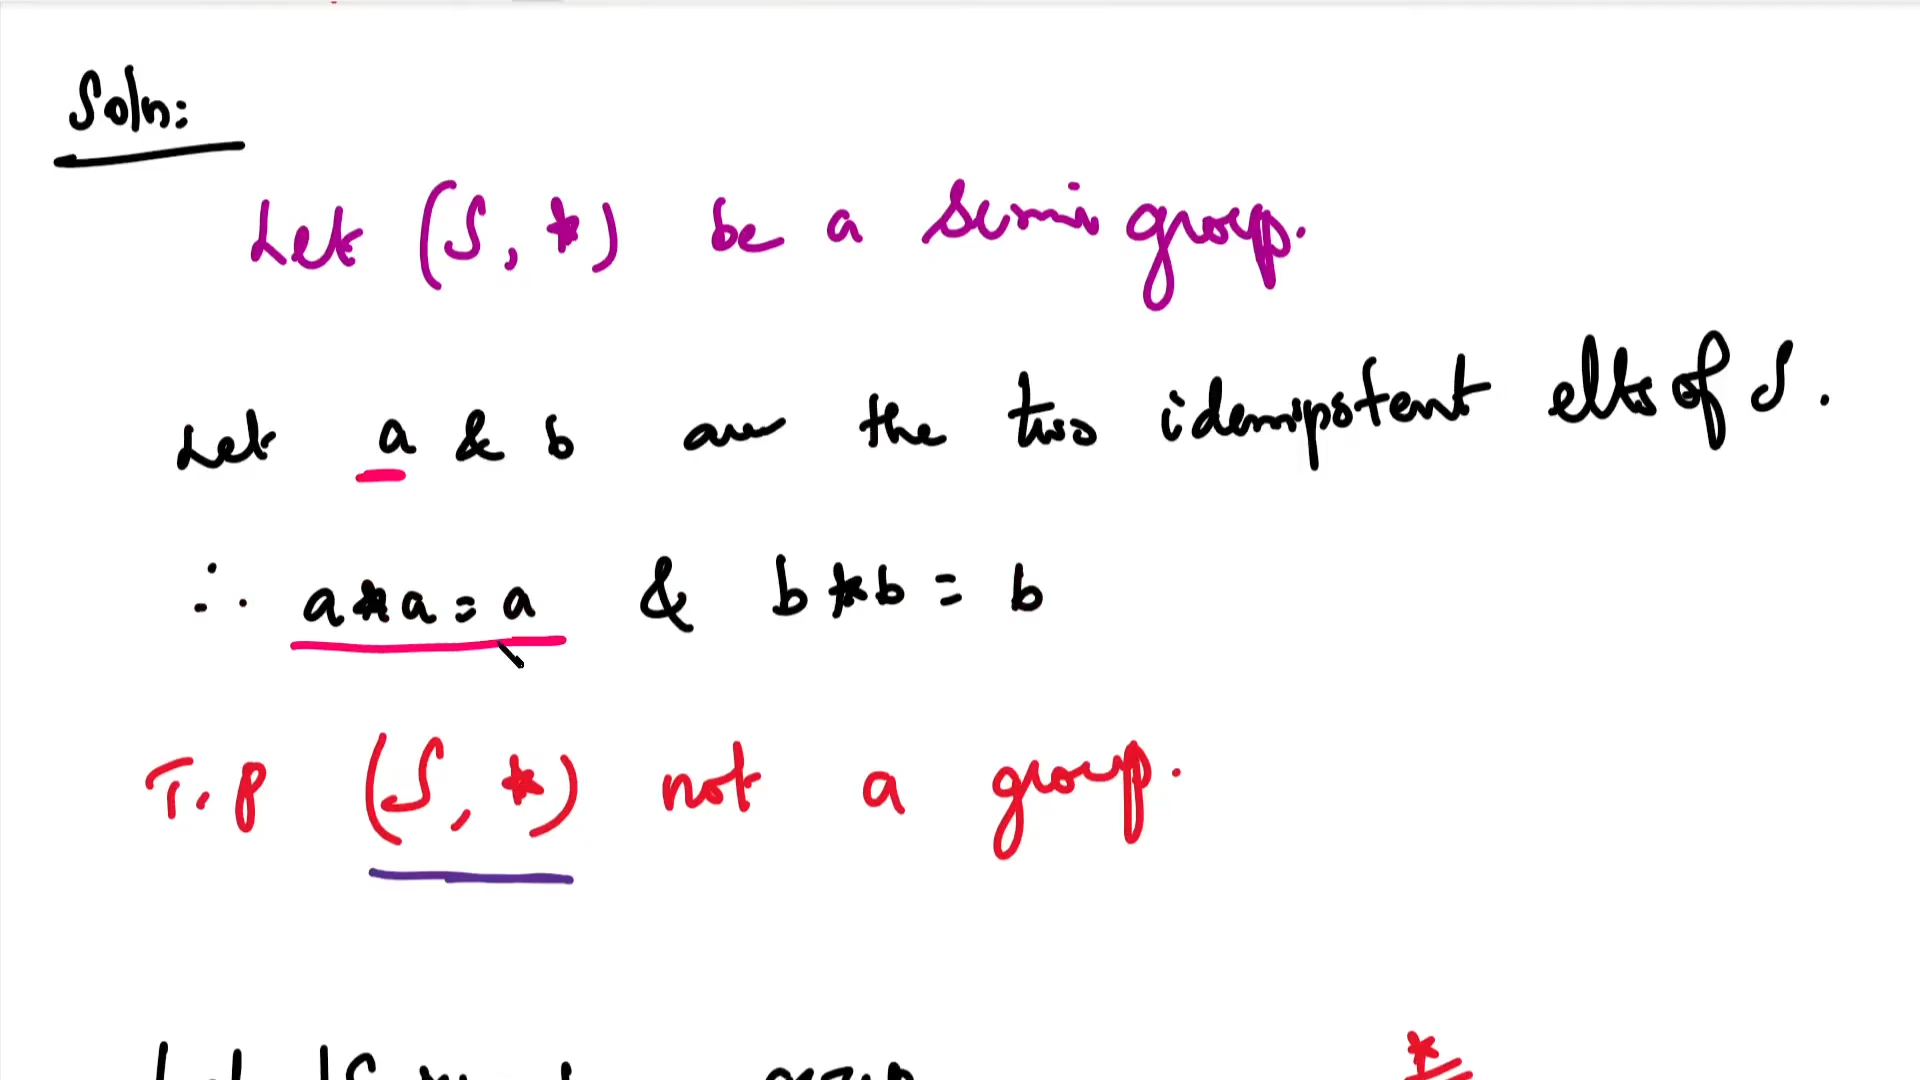 Soln:
Let (S, *) be a semi group.
Let a & b are the two idempotent elts of S.
∴ a*a = a & b*b = b
T.P (S, *) not a group.
*